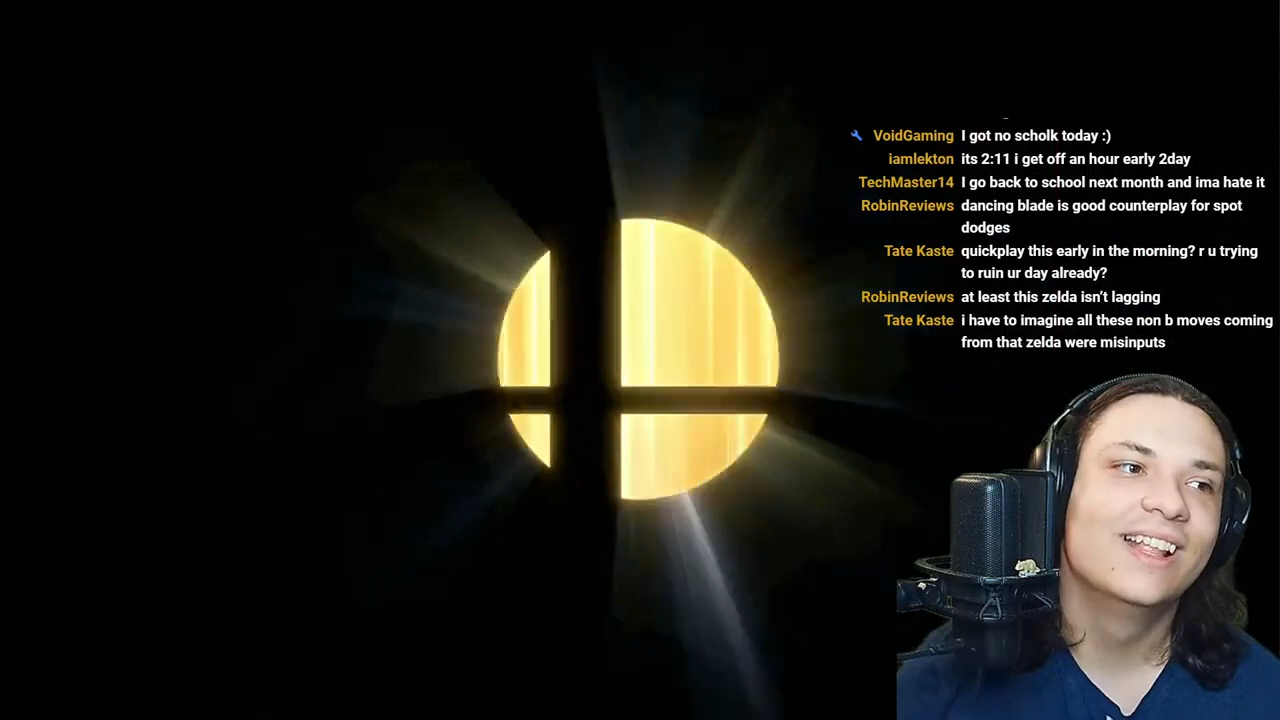 VoidGaming I got no scholk today :)
iamlekton its 2:11 i get off an hour early 2day
TechMaster14 I go back to school next month and ima hate it
RobinReviews dancing blade is good counterplay for spot
dodges
Tate Kaste quickplay this early in the morning? r u trying
to ruin ur day already?
RobinReviews at least this zelda isn't lagging
Tate Kaste i have to imagine all these non b moves coming
from that zelda were misinputs